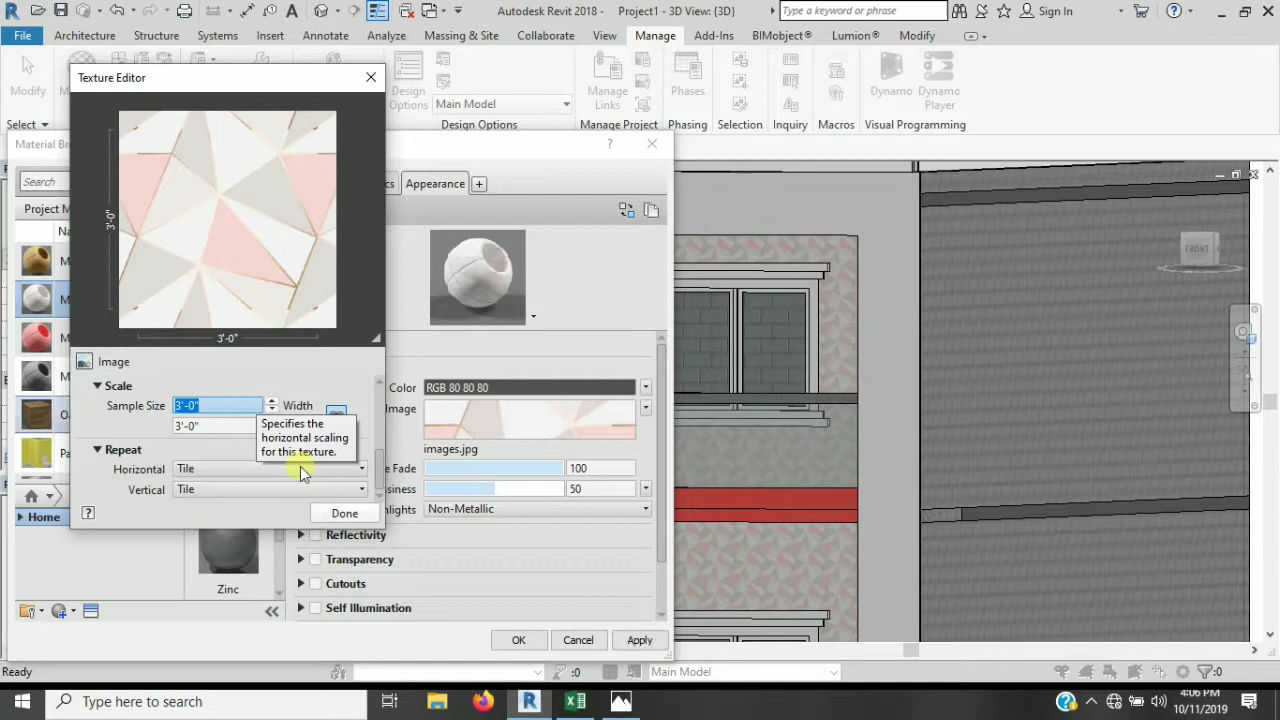 Autodesk Revit 2018 - Project1 - 3D View: {3D}
Type a keyword or phrase
Sign In
File
Architecture
Structure
Systems
Insert
Annotate
Analyze
Massing & Site
Collaborate
View
Manage
Add-Ins
BIMobject®
Lumion®
Modify
Modify
Select
Design
Options
Main Model
Design Options
Manage
Links
Manage Project
Phases
Phasing
Selection
Inquiry
Macros
Dynamo
Dynamo
Player
Visual Programming
Texture Editor
3'-0"
3'-0"
Image
Scale
Sample Size
3'-0"
Width
3'-0"
Specifies the
horizontal scaling
for this texture.
Repeat
Horizontal
Tile
Vertical
Tile
Done
Material Br
Search
Project M
Appearance
Home
Zinc
Color
RGB 80 80 80
Image
images.jpg
Fade
100
50
Non-Metallic
Reflectivity
Transparency
Cutouts
Self Illumination
OK
Cancel
Apply
FRONT
Ready
:0
Main Model
:0
Type here to search
4:06 PM
10/11/2019